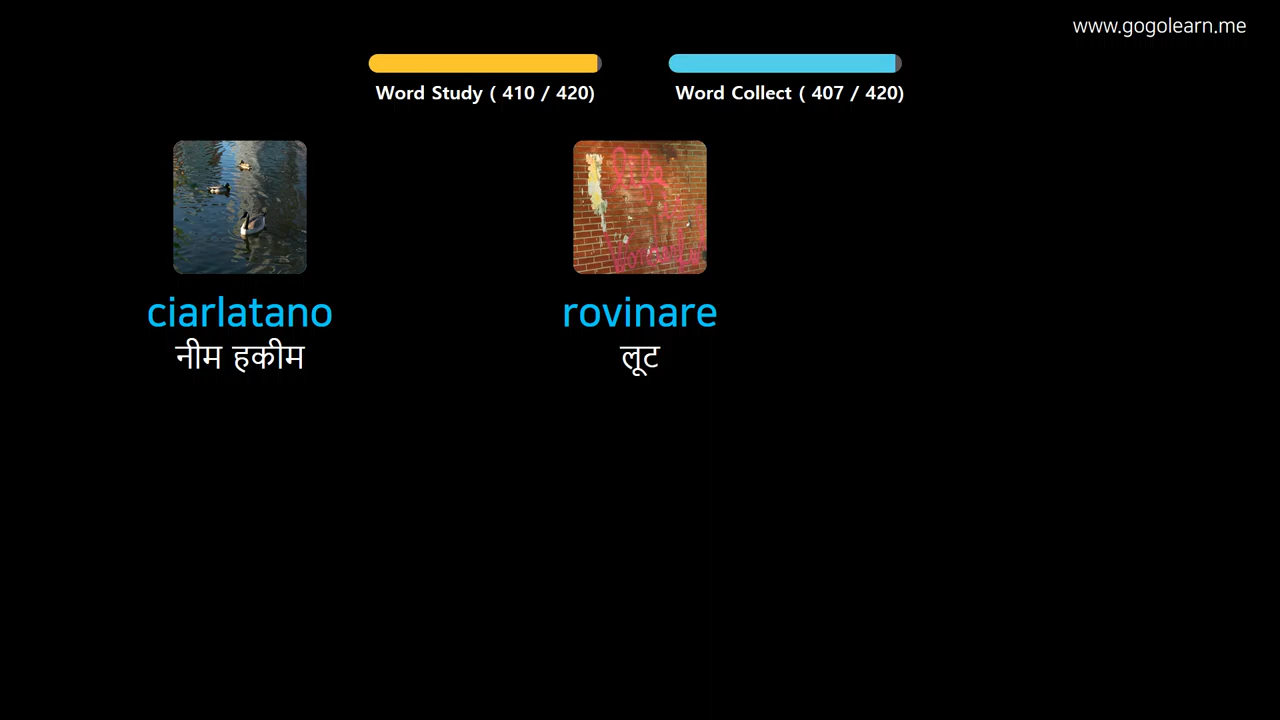 www.gogolearn.me
Word Study ( 410 / 420)
Word Collect ( 407 / 420)
ciarlatano
नीम हकीम
rovinare
लूट